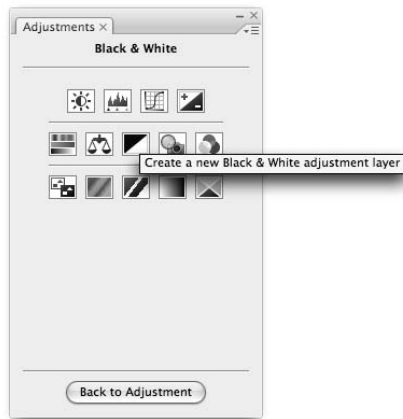 Adjustments ×
Black & White
Create a new Black & White adjustment layer
Back to Adjustment